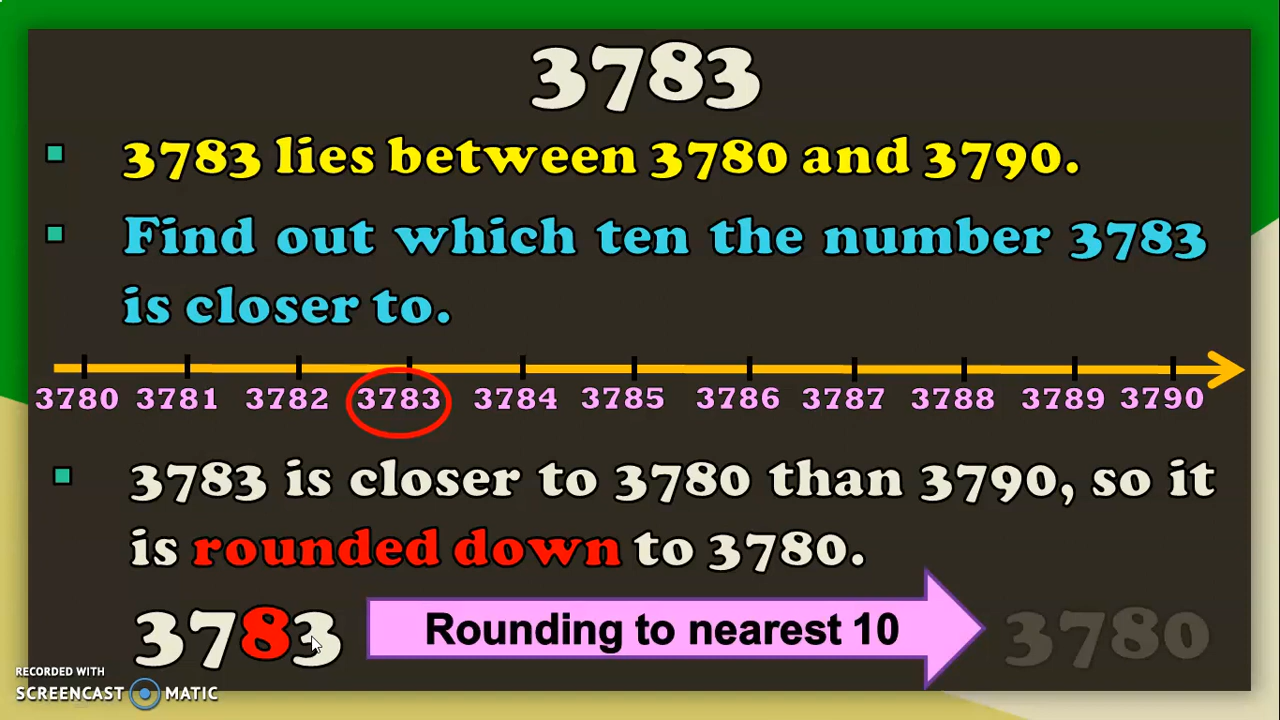 3783
3783 lies between 3780 and 3790.
Find out which ten the number 3783
is closer to.
3780 3781 3782 3783 3784 3785 3786 3787 3788 3789 3790
3783 is closer to 3780 than 3790, so it
is rounded down to 3780.
3783 Rounding to nearest 10 3780
RECORDED WITH
SCREENCAST MATIC